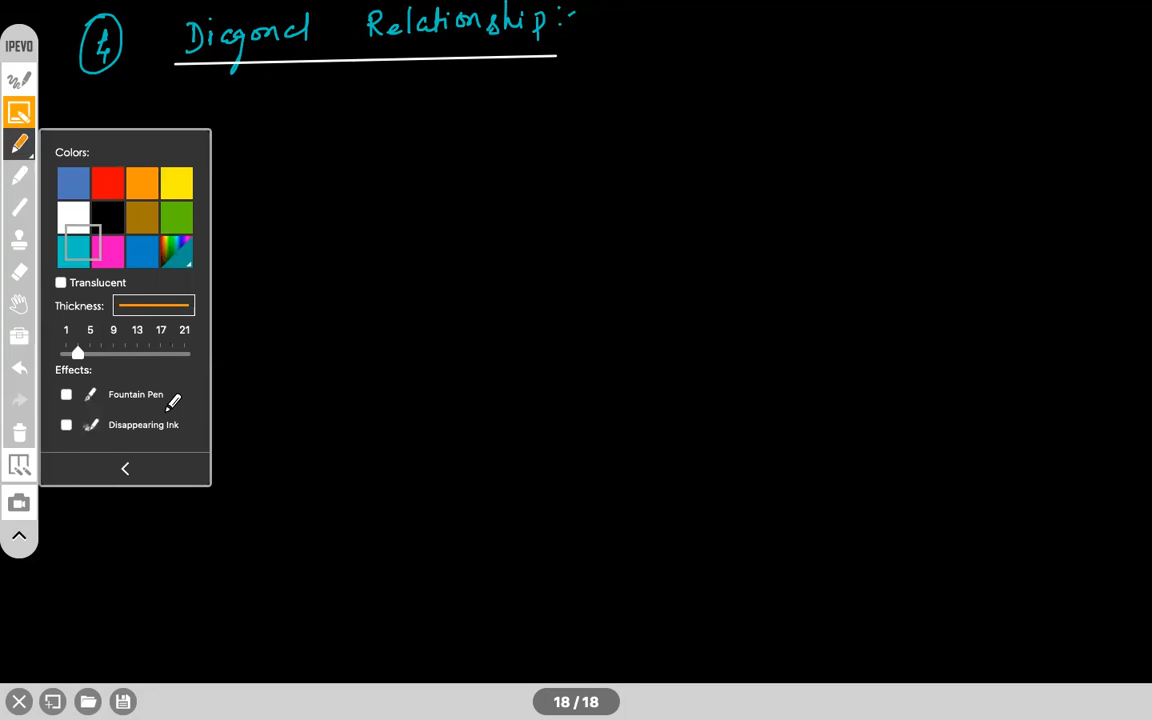 4 Diagonal Relationship:-
IPEVO
Colors:
Translucent
Thickness:
1 5 9 13 17 21
Effects:
Fountain Pen
Disappearing Ink
18 / 18